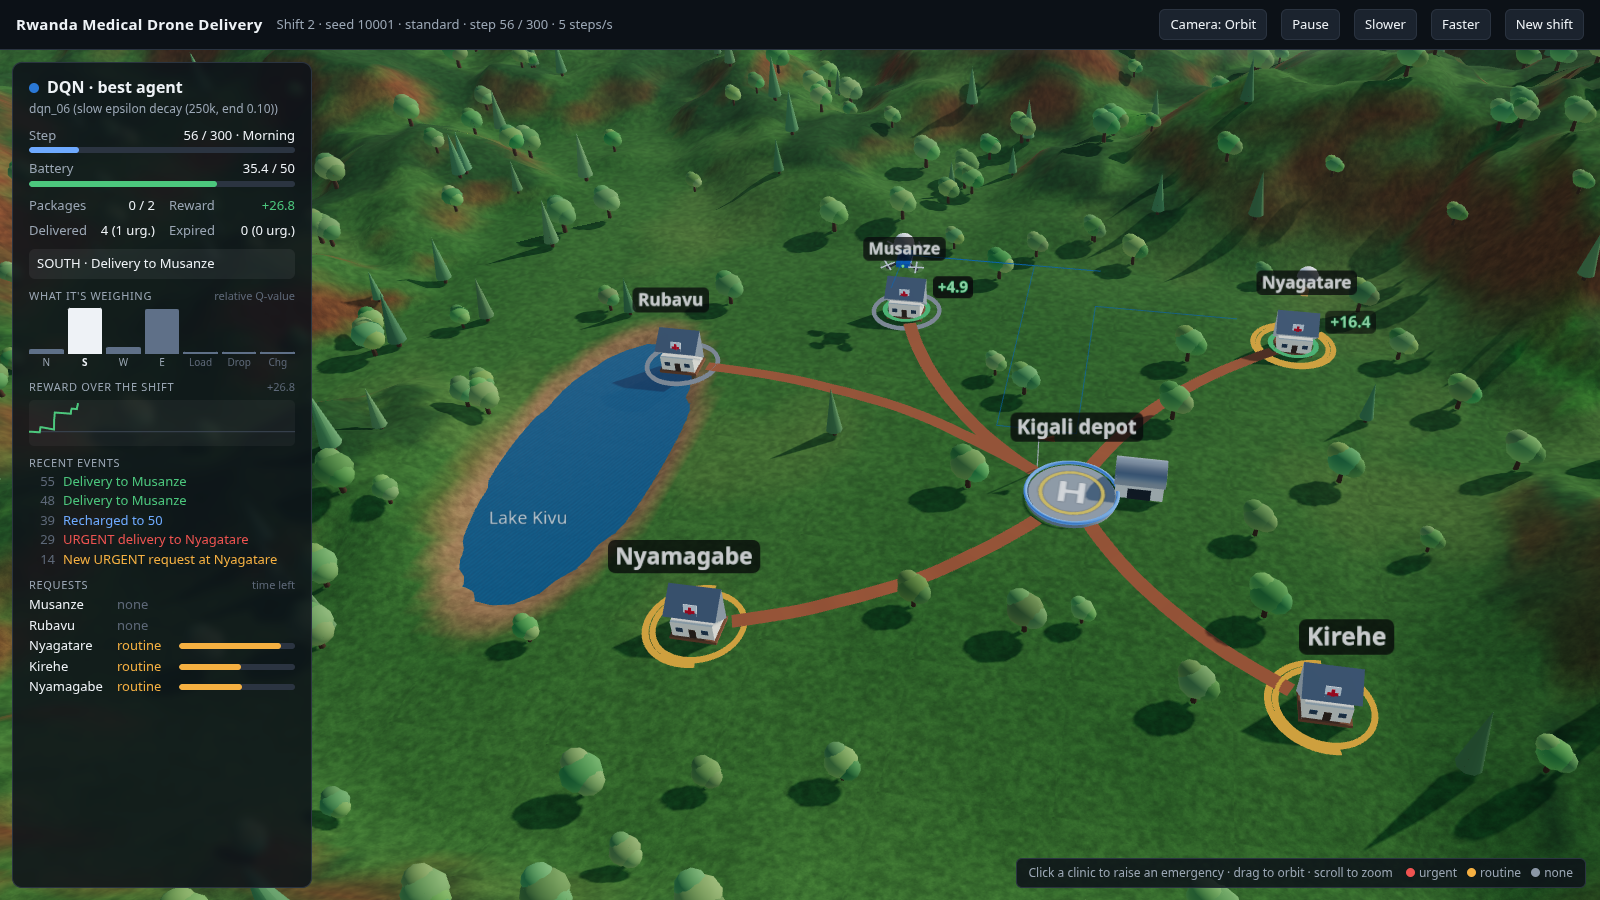 Rwanda Medical Drone Delivery
Shift 2 · seed 10001 · standard · step 56 / 300 · 5 steps/s
Camera: Orbit
Pause
Slower
Faster
New shift
DQN · best agent
dqn_06 (slow epsilon decay (250k, end 0.10))
Step 56 / 300 · Morning
Battery 35.4 / 50
Packages 0 / 2 Reward +26.8
Delivered 4 (1 urg.) Expired 0 (0 urg.)
SOUTH · Delivery to Musanze
WHAT IT'S WEIGHING relative Q-value
N S W E Load Drop Chg
REWARD OVER THE SHIFT +26.8
RECENT EVENTS
55 Delivery to Musanze
48 Delivery to Musanze
39 Recharged to 50
29 URGENT delivery to Nyagatare
14 New URGENT request at Nyagatare
REQUESTS time left
Musanze none
Rubavu none
Nyagatare routine
Kirehe routine
Nyamagabe routine
Musanze
+4.9
Nyagatare
+16.4
Rubavu
Kigali depot
H
Lake Kivu
Nyamagabe
Kirehe
Click a clinic to raise an emergency · drag to orbit · scroll to zoom urgent routine none